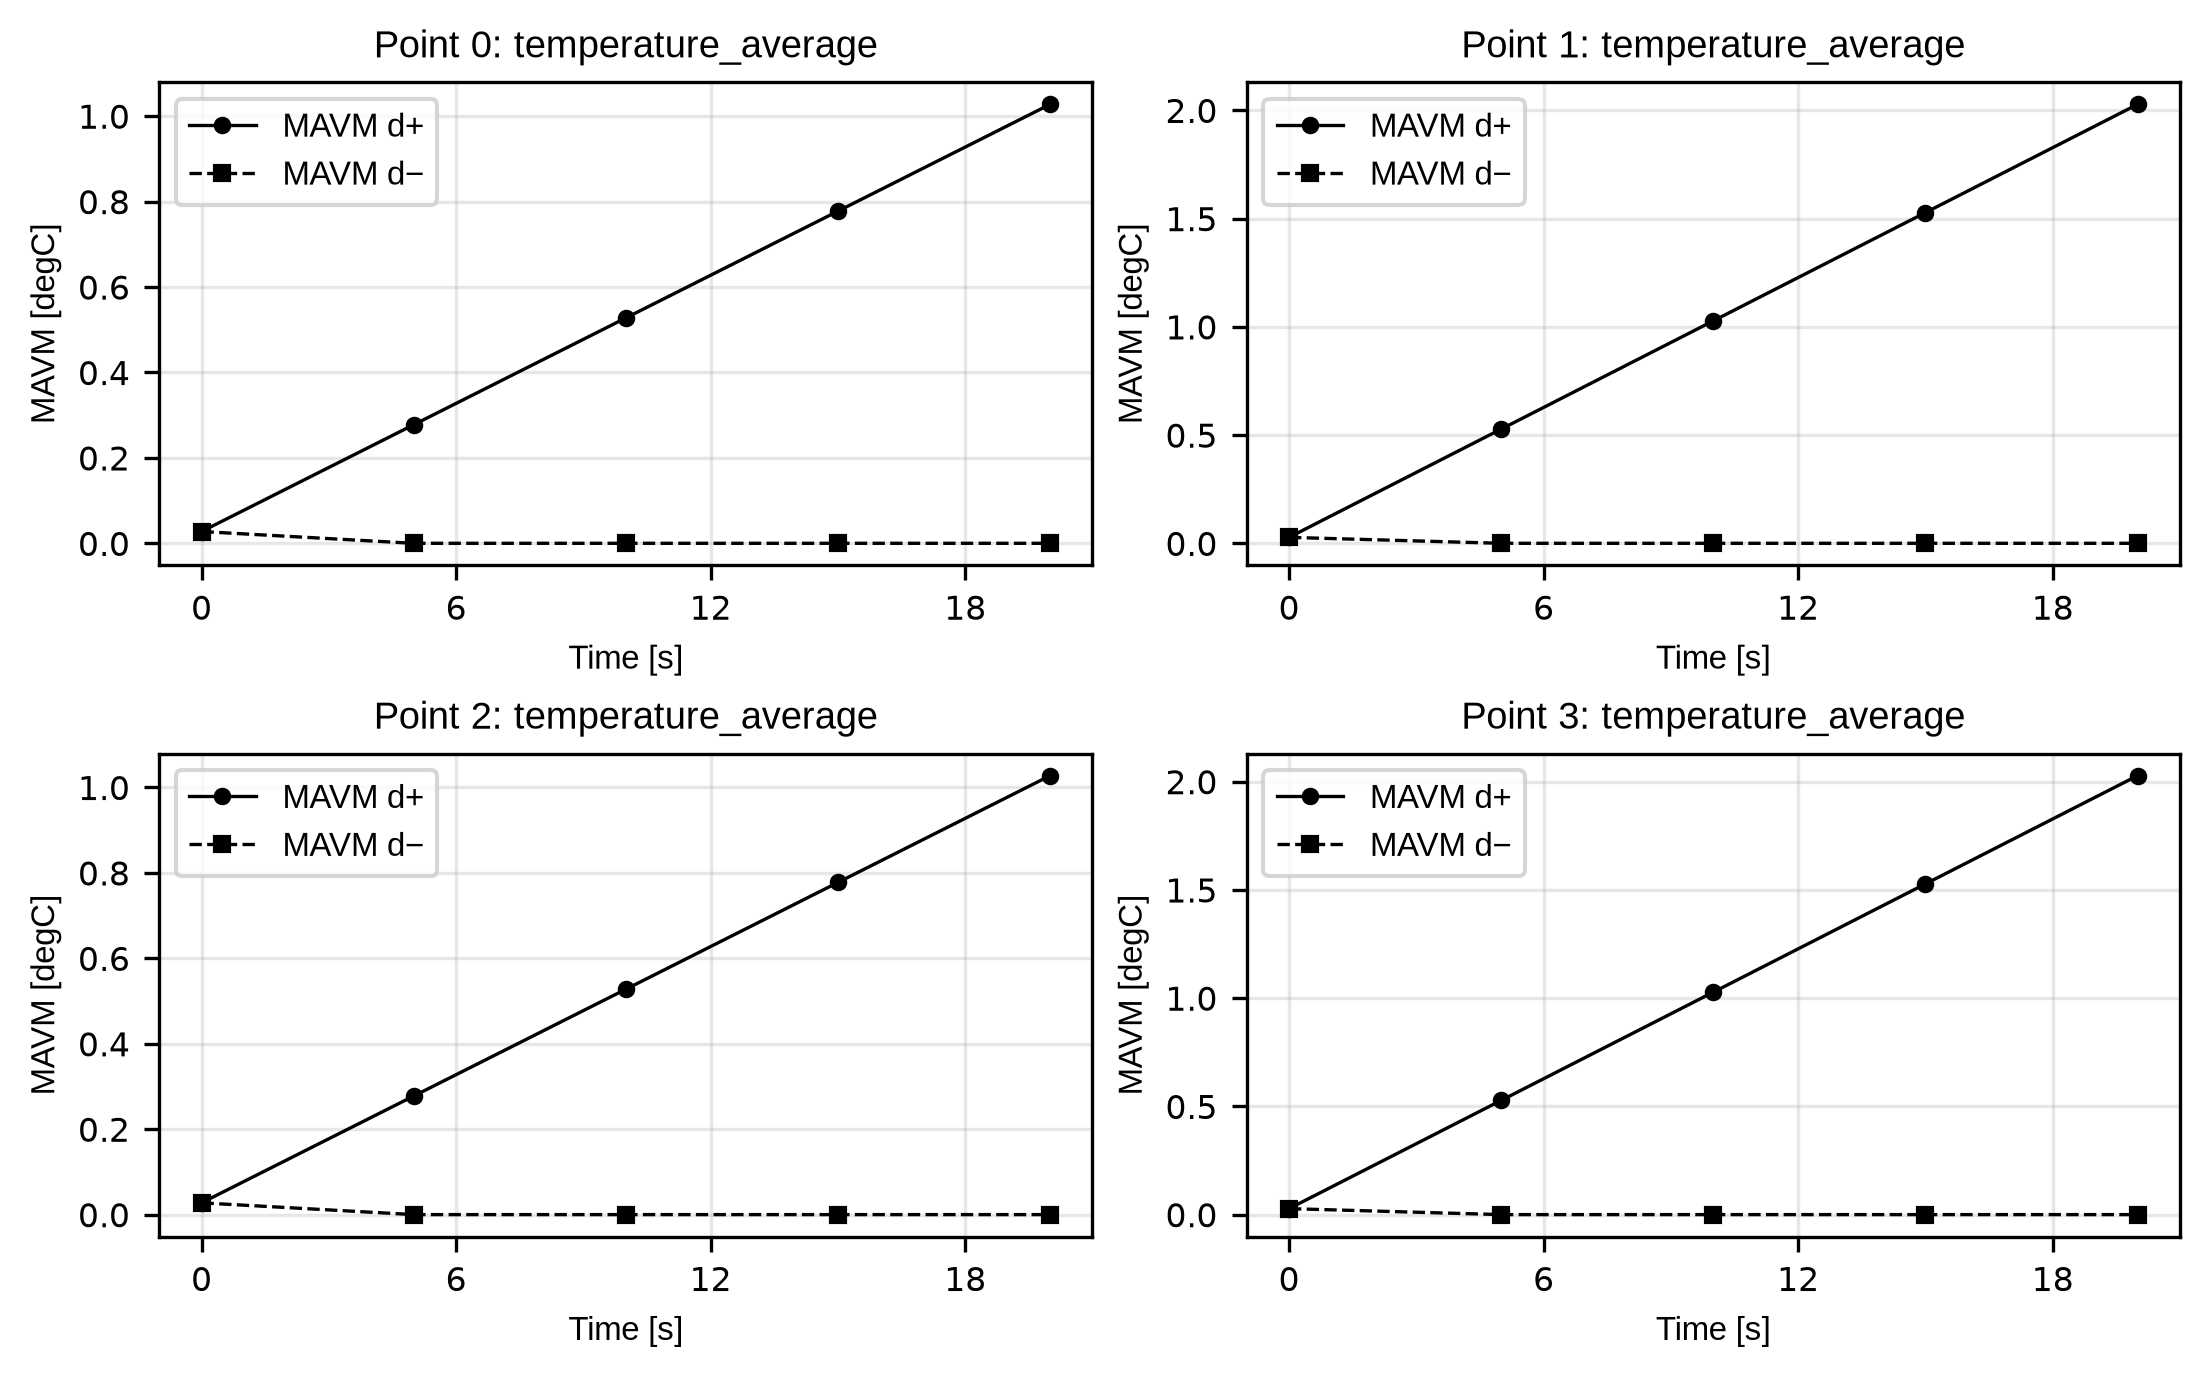 Point 0: temperature_average
MAVM [degC]
1.0
0.8
0.6
0.4
0.2
0.0
MAVM d+
MAVM d−
0 6 12 18
Time [s]
Point 1: temperature_average
MAVM [degC]
2.0
1.5
1.0
0.5
0.0
MAVM d+
MAVM d−
0 6 12 18
Time [s]
Point 2: temperature_average
MAVM [degC]
1.0
0.8
0.6
0.4
0.2
0.0
MAVM d+
MAVM d−
0 6 12 18
Time [s]
Point 3: temperature_average
MAVM [degC]
2.0
1.5
1.0
0.5
0.0
MAVM d+
MAVM d−
0 6 12 18
Time [s]